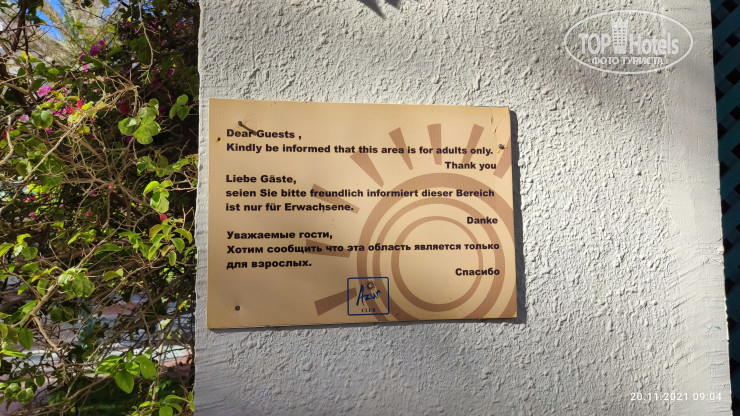 TOPHotels
ФОТО ТУРИСТА
Dear Guests ,
Kindly be informed that this area is for adults only.
Thank you
Liebe Gäste,
seien Sie bitte freundlich informiert dieser Bereich
ist nur für Erwachsene.
Danke
Уважаемые гости,
Хотим сообщить что эта область является только
для взрослых.
Спасибо
Azur
CLUB
20.11.2021 09:04